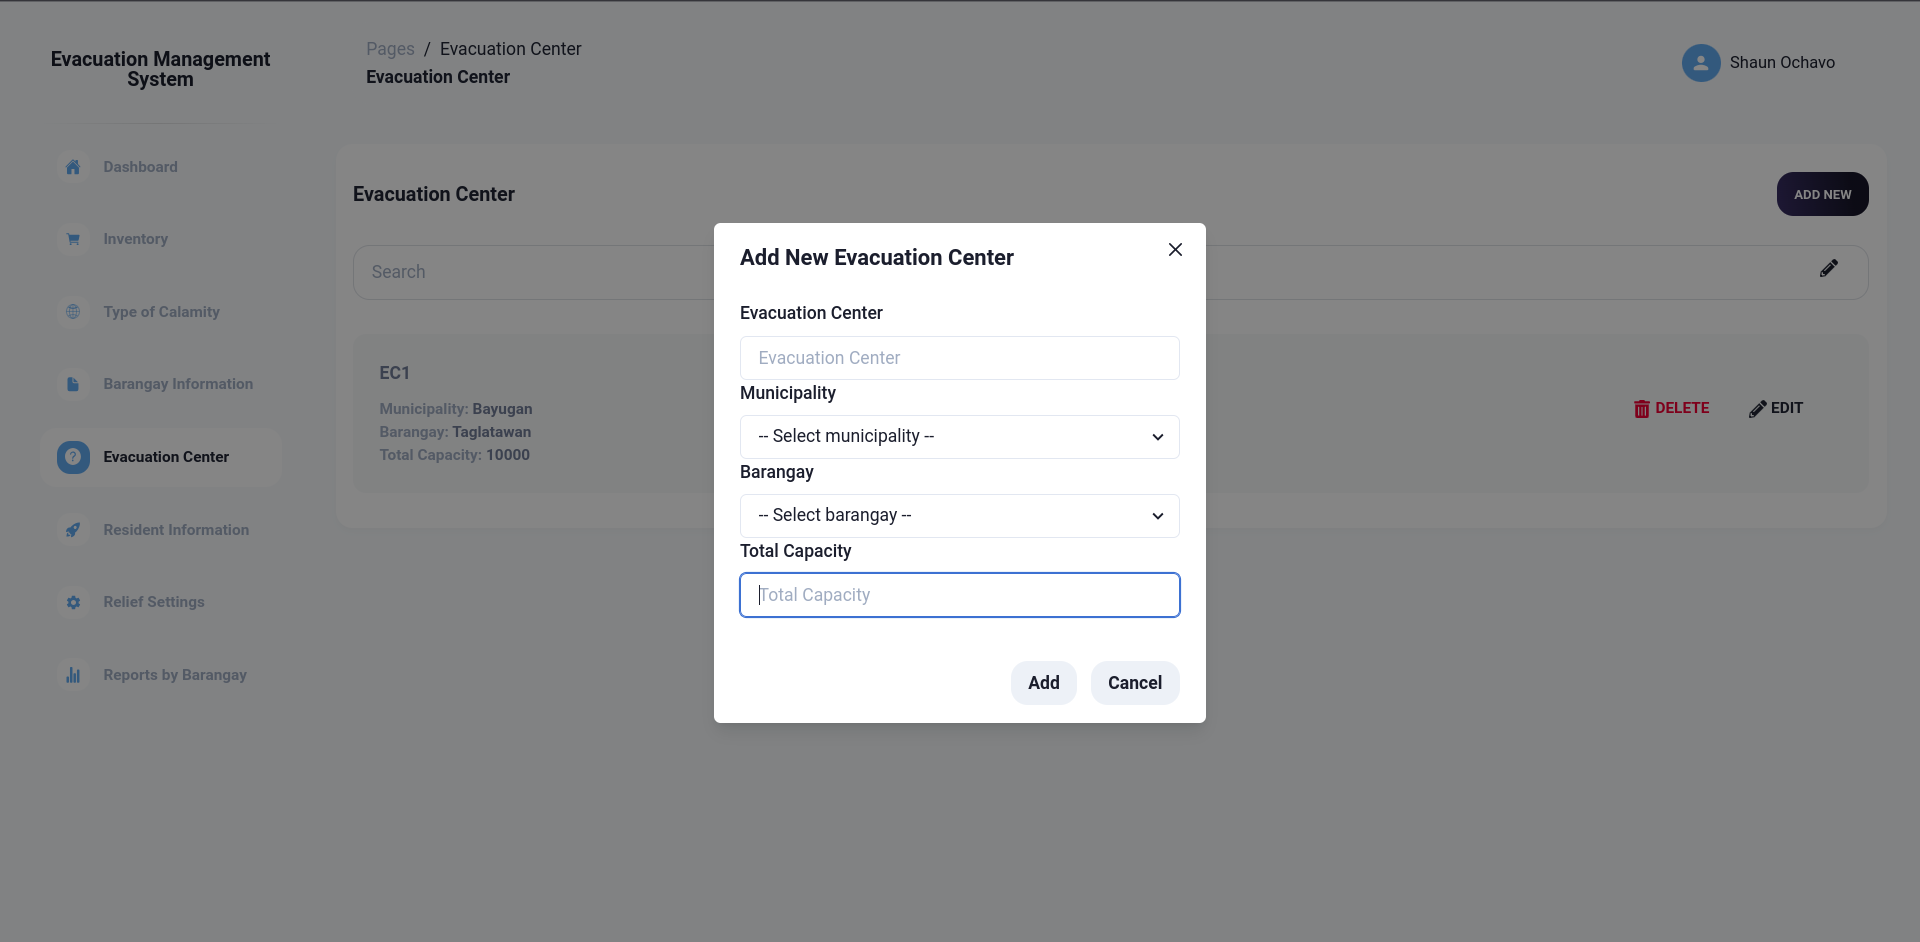 Evacuation Management
System
Pages / Evacuation Center
Evacuation Center
Shaun Ochavo
Dashboard
Inventory
Type of Calamity
Barangay Information
Evacuation Center
Resident Information
Relief Settings
Reports by Barangay
Evacuation Center
ADD NEW
Search
EC1
Municipality: Bayugan
Barangay: Taglatawan
Total Capacity: 10000
DELETE
EDIT
Add New Evacuation Center
Evacuation Center
Evacuation Center
Municipality
-- Select municipality --
Barangay
-- Select barangay --
Total Capacity
Total Capacity
Add
Cancel